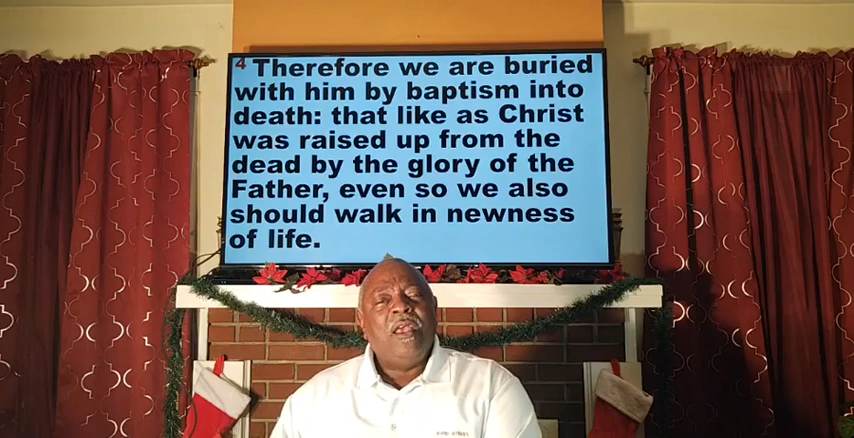 4 Therefore we are buried
with him by baptism into
death: that like as Christ
was raised up from the
dead by the glory of the
Father, even so we also
should walk in newness
of life.